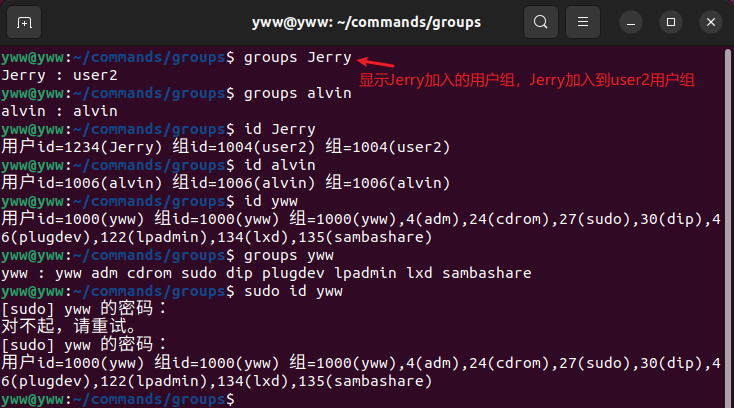 yww@yww: ~/commands/groups
yww@yww:~/commands/groups$ groups Jerry
Jerry : user2
显示Jerry加入的用户组，Jerry加入到user2用户组
yww@yww:~/commands/groups$ groups alvin
alvin : alvin
yww@yww:~/commands/groups$ id Jerry
用户id=1234(Jerry) 组id=1004(user2) 组=1004(user2)
yww@yww:~/commands/groups$ id alvin
用户id=1006(alvin) 组id=1006(alvin) 组=1006(alvin)
yww@yww:~/commands/groups$ id yww
用户id=1000(yww) 组id=1000(yww) 组=1000(yww),4(adm),24(cdrom),27(sudo),30(dip),4
6(plugdev),122(lpadmin),134(lxd),135(sambashare)
yww@yww:~/commands/groups$ groups yww
yww : yww adm cdrom sudo dip plugdev lpadmin lxd sambashare
yww@yww:~/commands/groups$ sudo id yww
[sudo] yww 的密码：
对不起，请重试。
[sudo] yww 的密码：
用户id=1000(yww) 组id=1000(yww) 组=1000(yww),4(adm),24(cdrom),27(sudo),30(dip),4
6(plugdev),122(lpadmin),134(lxd),135(sambashare)
yww@yww:~/commands/groups$